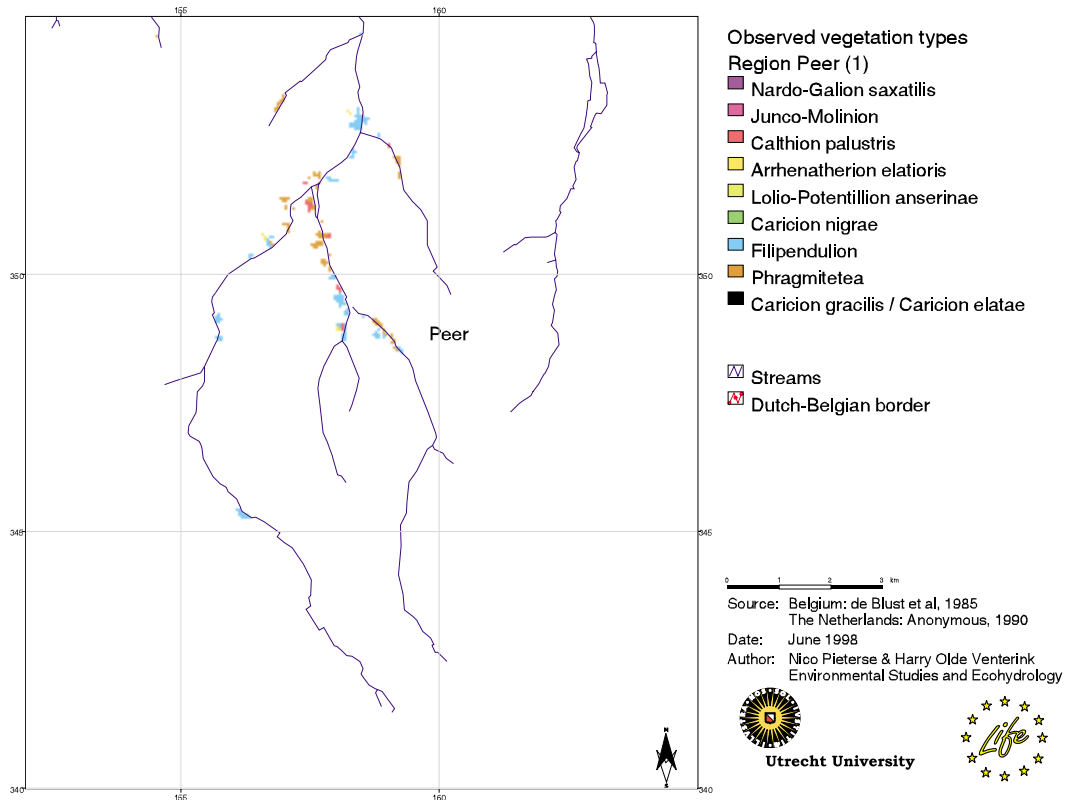 155
160
Observed vegetation types
Region Peer (1)
Nardo-Galion saxatilis
Junco-Molinion
Calthion palustris
Arrhenatherion elatioris
Lolio-Potentillion anserinae
Caricion nigrae
Filipendulion
Phragmitetea
Caricion gracilis / Caricion elatae
Streams
Dutch-Belgian border
350
350
Peer
345
345
0 1 2 3 km
Source: Belgium: de Blust et al, 1985
The Netherlands: Anonymous, 1990
Date: June 1998
Author: Nico Pieterse & Harry Olde Venterink
Environmental Studies and Ecohydrology
Life
Utrecht University
N
S
340
340
155
160